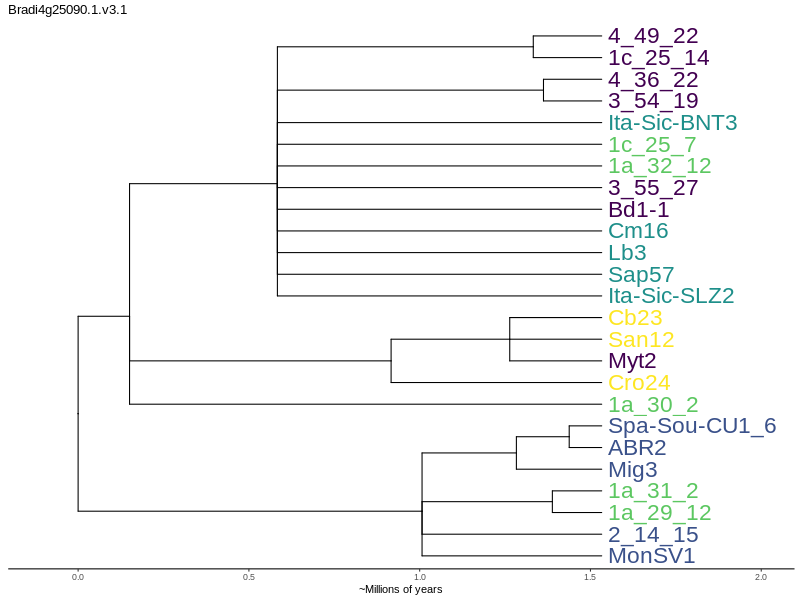 Bradi4g25090.1.v3.1
4_49_22
1c_25_14
4_36_22
3_54_19
Ita-Sic-BNT3
1c_25_7
1a_32_12
3_55_27
Bd1-1
Cm16
Lb3
Sap57
Ita-Sic-SLZ2
Cb23
San12
Myt2
Cro24
1a_30_2
Spa-Sou-CU1_6
ABR2
Mig3
1a_31_2
1a_29_12
2_14_15
MonSV1
0.0 0.5 1.0 1.5 2.0
~Millions of years